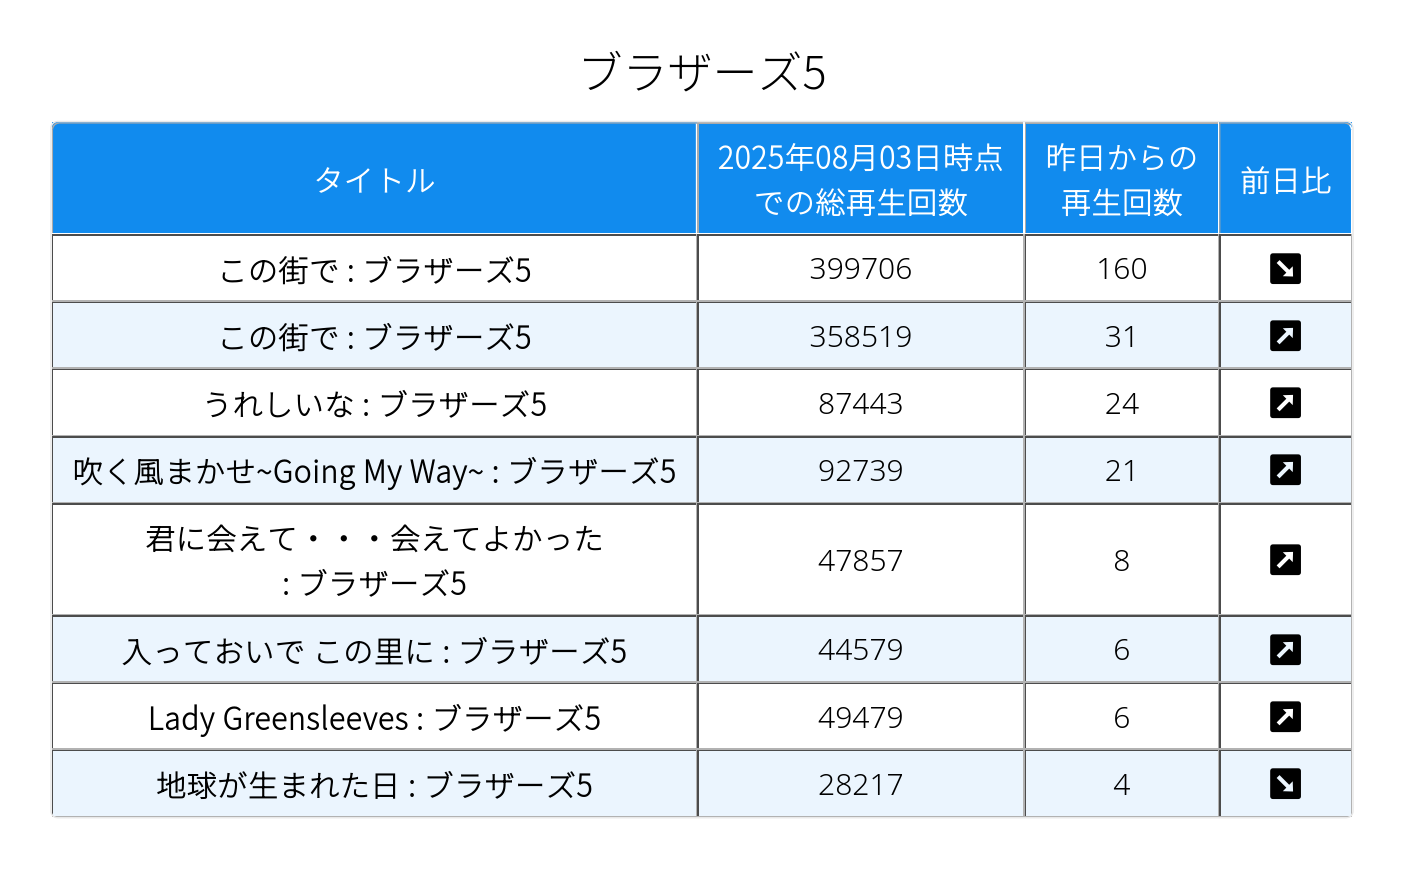 ブラザーズ5
タイトル
2025年08月03日時点
での総再生回数
昨日からの
再生回数
前日比
この街で : ブラザーズ5
399706
160
この街で : ブラザーズ5
358519
31
うれしいな : ブラザーズ5
87443
24
吹く風まかせ~Going My Way~ : ブラザーズ5
92739
21
君に会えて・・・会えてよかった
: ブラザーズ5
47857
8
入っておいで この里に : ブラザーズ5
44579
6
Lady Greensleeves : ブラザーズ5
49479
6
地球が生まれた日 : ブラザーズ5
28217
4